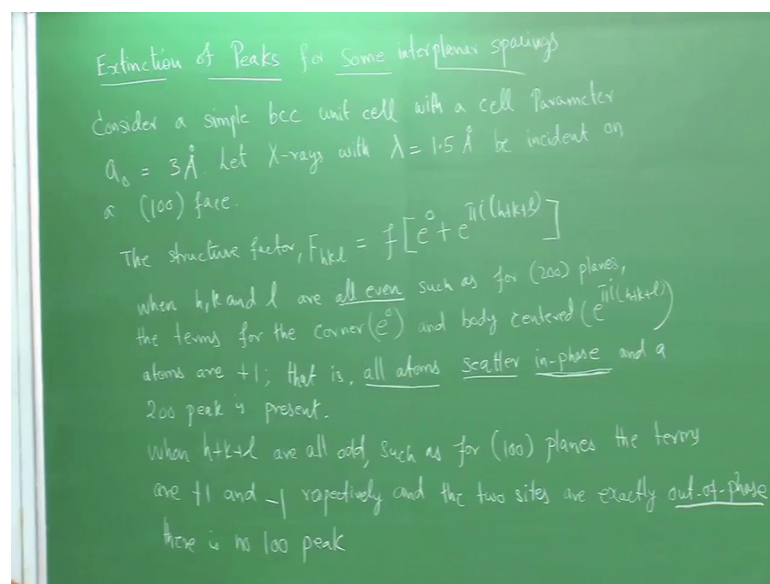 Extinction of Peaks for Some interplaner spacings
Consider a simple bcc unit cell with a cell Parameter
a₀ = 3 Å. Let X-rays with λ = 1.5 Å be incident on
a (100) face.
The structure factor, F_hkl = f[e⁰ + e^πi(h+k+l)]
when h, k and l are all even such as for (200) planes,
the terms for the corner (e⁰) and body centered (e^πi(h+k+l))
atoms are +1; that is, all atoms scatter in-phase and a
200 peak is present.
When h+k+l are all odd, such as for (100) planes the terms
are +1 and -1 rapectively and the two sites are exactly out-of-phase
there is no 100 peak